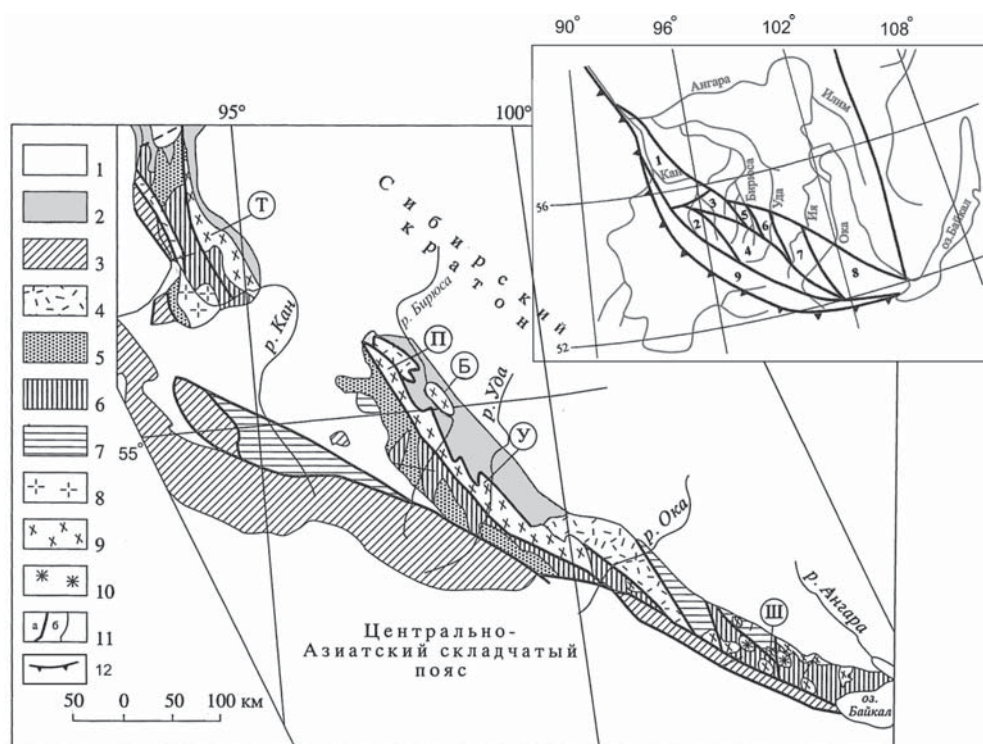 90° 96° 102° 108°
Ангара
Илим
Кан
Бирюса
Уда
Ия
Ока
оз.Байкал
56
52
1
2
3
4
5
6
7
8
9
95° 100°
1
2
3
4
5
6
7
8
9
10
а б 11
12
50 0 50 100 км
Т
П
Б
У
Ш
Сибирский
кратон
р. Кан
р. Бирюса
р. Уда
55°
р. Ока
р. Ангара
Центрально-
Азиатский складчатый
пояс
оз.
Байкал